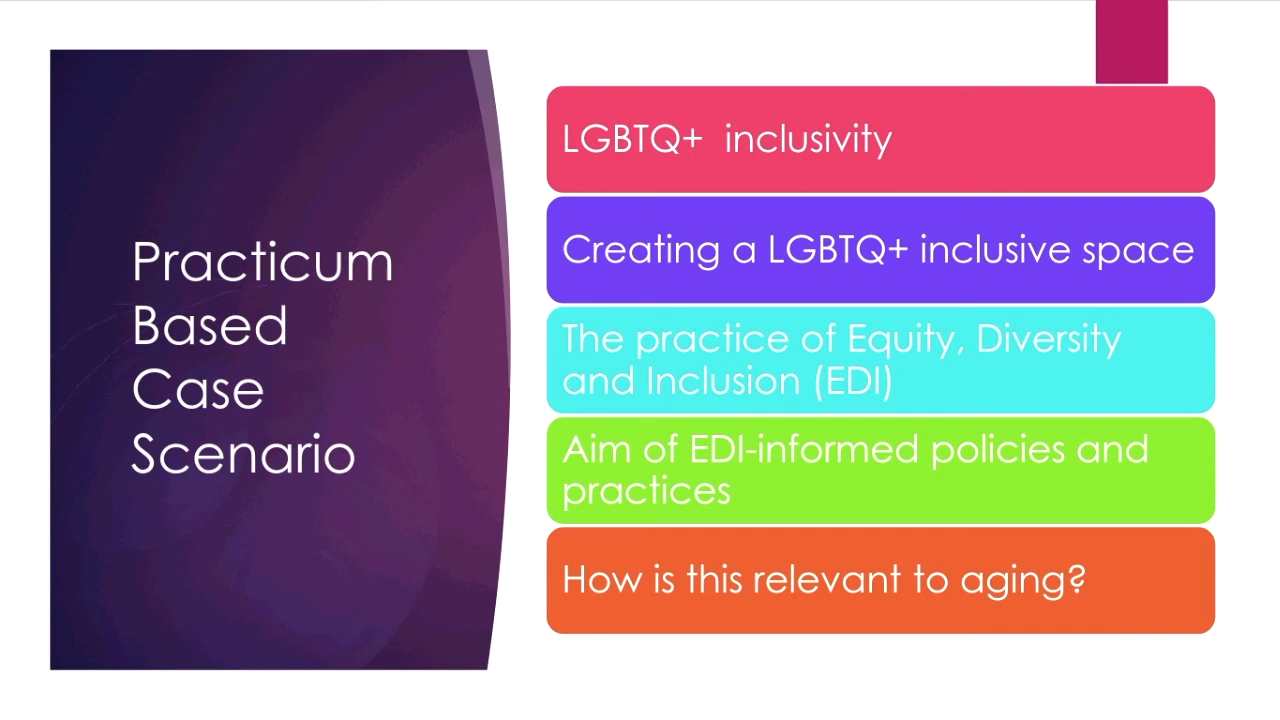 Practicum
Based
Case
Scenario
LGBTQ+  inclusivity
Creating a LGBTQ+ inclusive space
The practice of Equity, Diversity
and Inclusion (EDI)
Aim of EDI-informed policies and
practices
How is this relevant to aging?